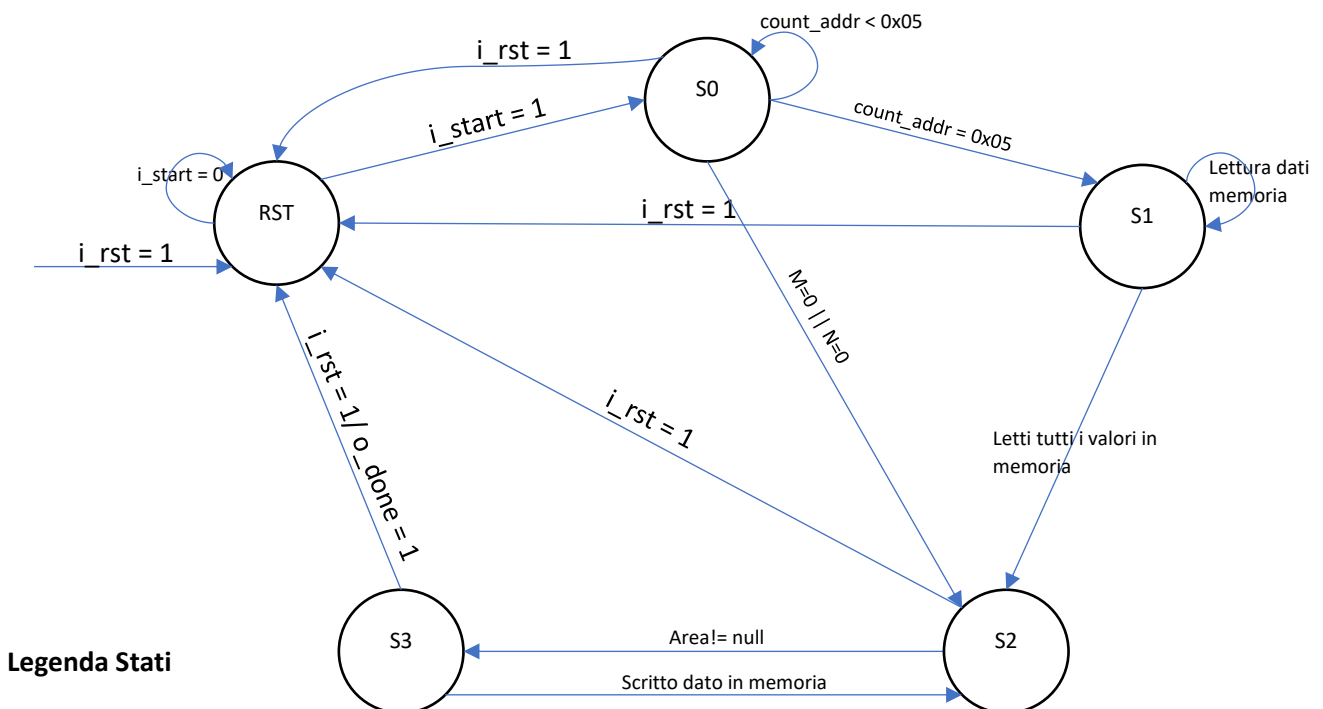 count_addr < 0x05
i_rst = 1
S0
i_start = 1
count_addr = 0x05
i_start = 0
Lettura dati
memoria
RST
i_rst = 1
S1
i_rst = 1
M=0 || N=0
i_rst = 1/ o_done = 1
i_rst = 1
Letti tutti i valori in
memoria
S3
Area!= null
S2
Legenda Stati
Scritto dato in memoria